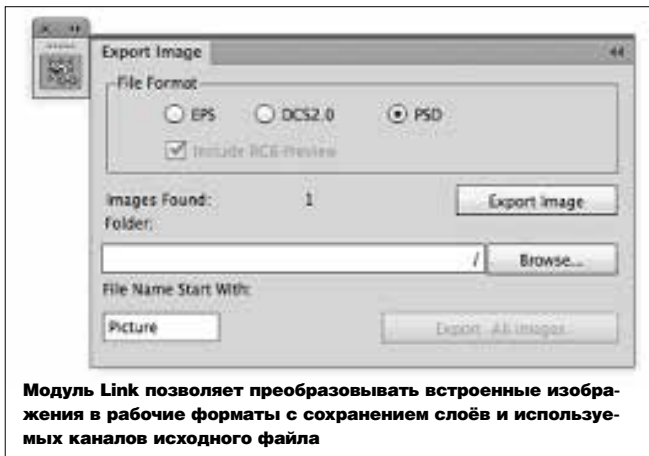 Export Image
File Format
EPS DCS2.0 PSD
Include RGB Preview
Images Found: 1 Export Image
Folder:
/ Browse...
File Name Start With:
Picture Export All Images
Модуль Link позволяет преобразовывать встроенные изобра-
жения в рабочие форматы с сохранением слоёв и используе-
мых каналов исходного файла